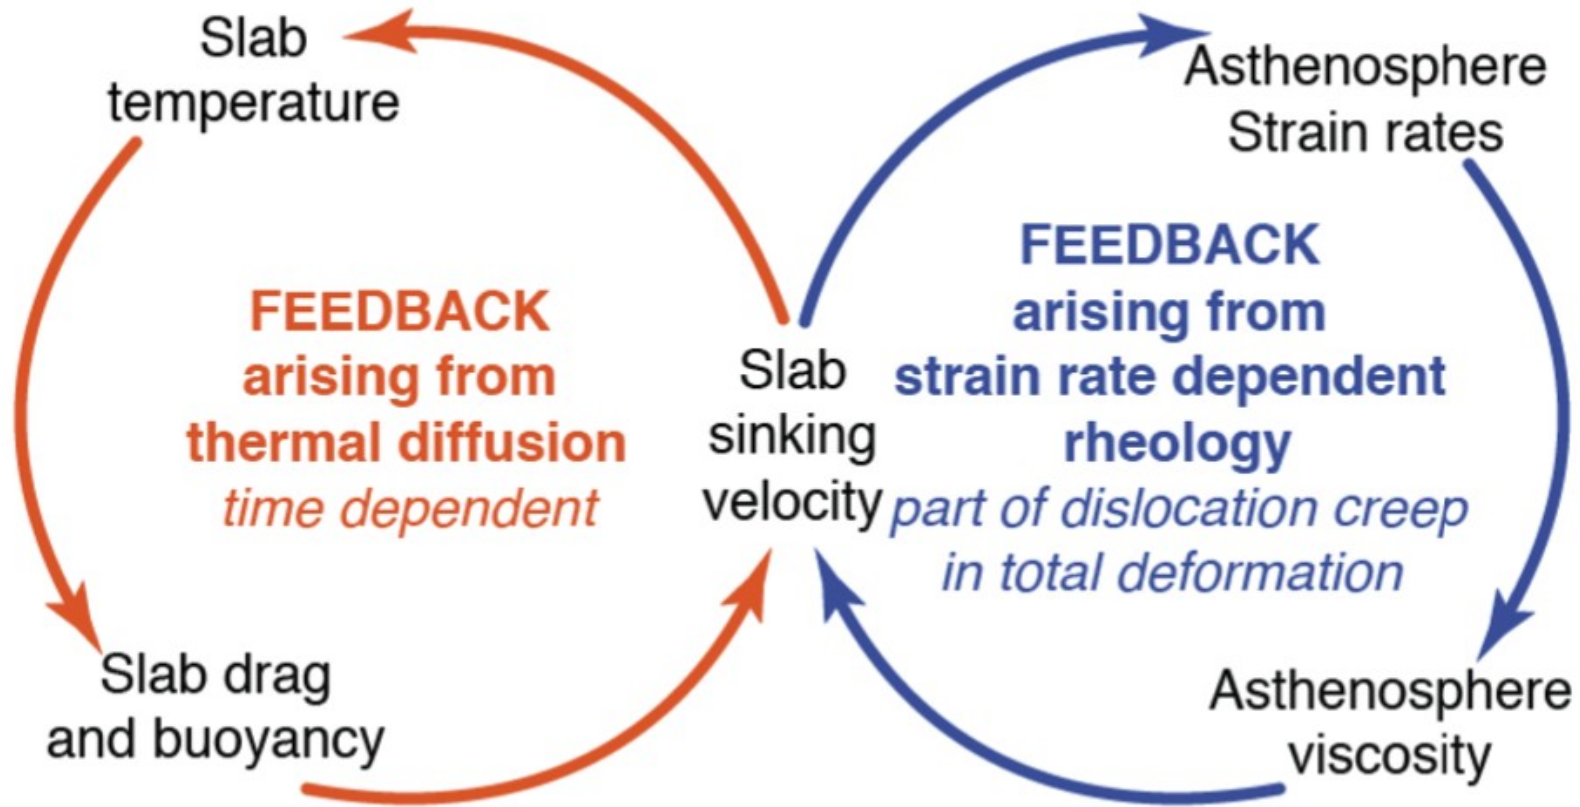 Slab
temperature
Asthenosphere
Strain rates
FEEDBACK
arising from
thermal diffusion
time dependent
Slab
sinking
velocity
FEEDBACK
arising from
strain rate dependent
rheology
part of dislocation creep
in total deformation
Slab drag
and buoyancy
Asthenosphere
viscosity